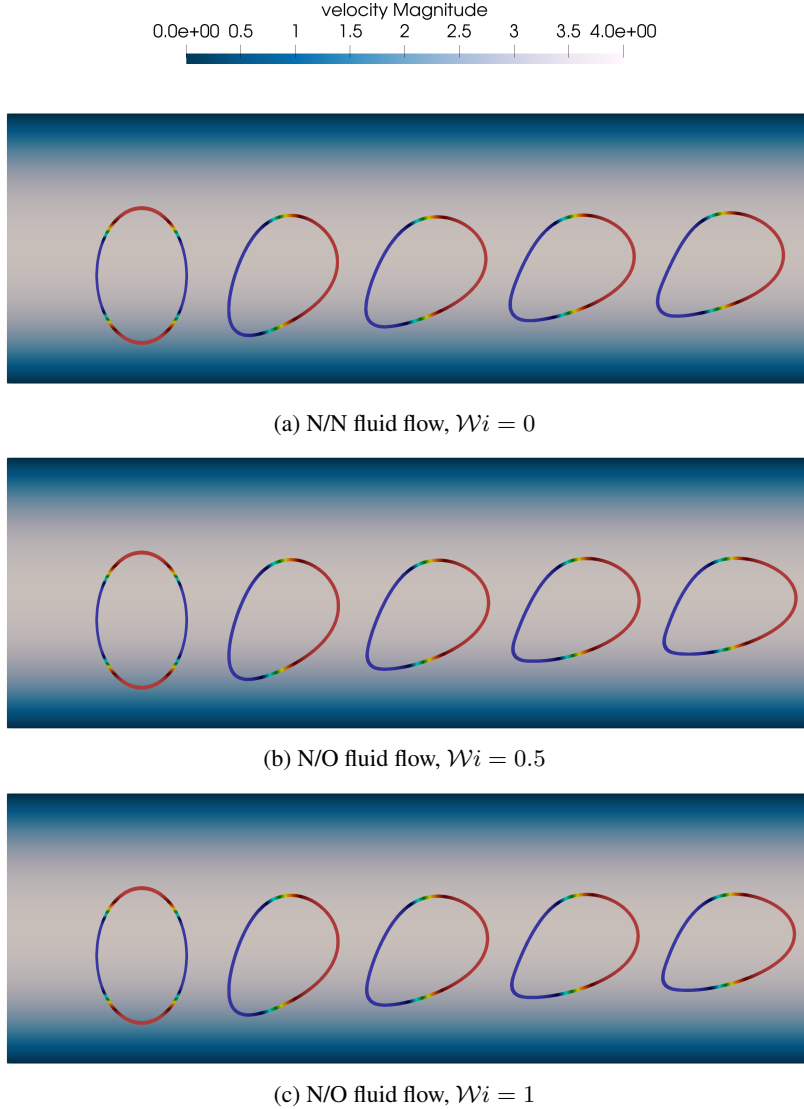 velocity Magnitude
0.0e+00 0.5 1 1.5 2 2.5 3 3.5 4.0e+00
(a) N/N fluid flow, 𝒲i = 0
(b) N/O fluid flow, 𝒲i = 0.5
(c) N/O fluid flow, 𝒲i = 1